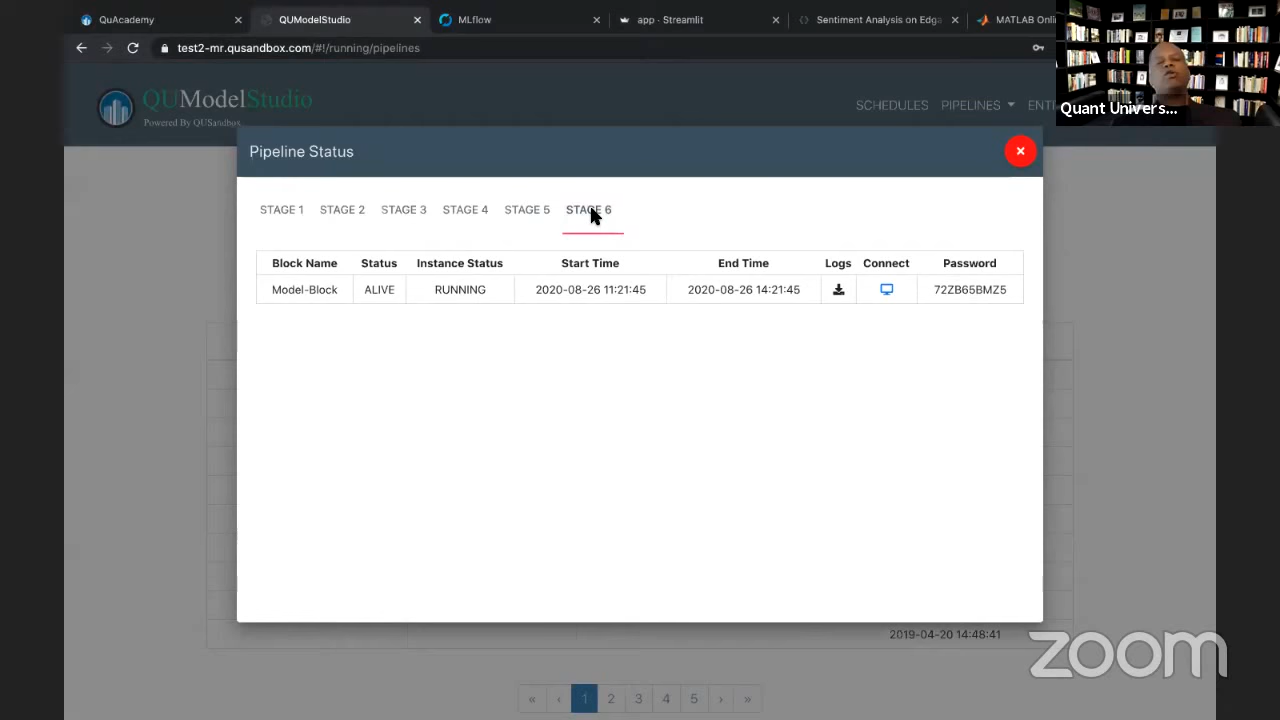 QuAcademy
QUModelStudio
MLflow
app · Streamlit
Sentiment Analysis on Edga
MATLAB Onli
test2-mr.qusandbox.com/#!/running/pipelines
QUModelStudio
Powered By QUSandbox
SCHEDULES PIPELINES ENTI
Quant Univers...
Pipeline Status
STAGE 1 STAGE 2 STAGE 3 STAGE 4 STAGE 5 STAGE 6
Block Name Status Instance Status Start Time End Time Logs Connect Password
Model-Block ALIVE RUNNING 2020-08-26 11:21:45 2020-08-26 14:21:45 72ZB65BMZ5
2019-04-20 14:48:41
« ‹ 1 2 3 4 5 › »
zoom